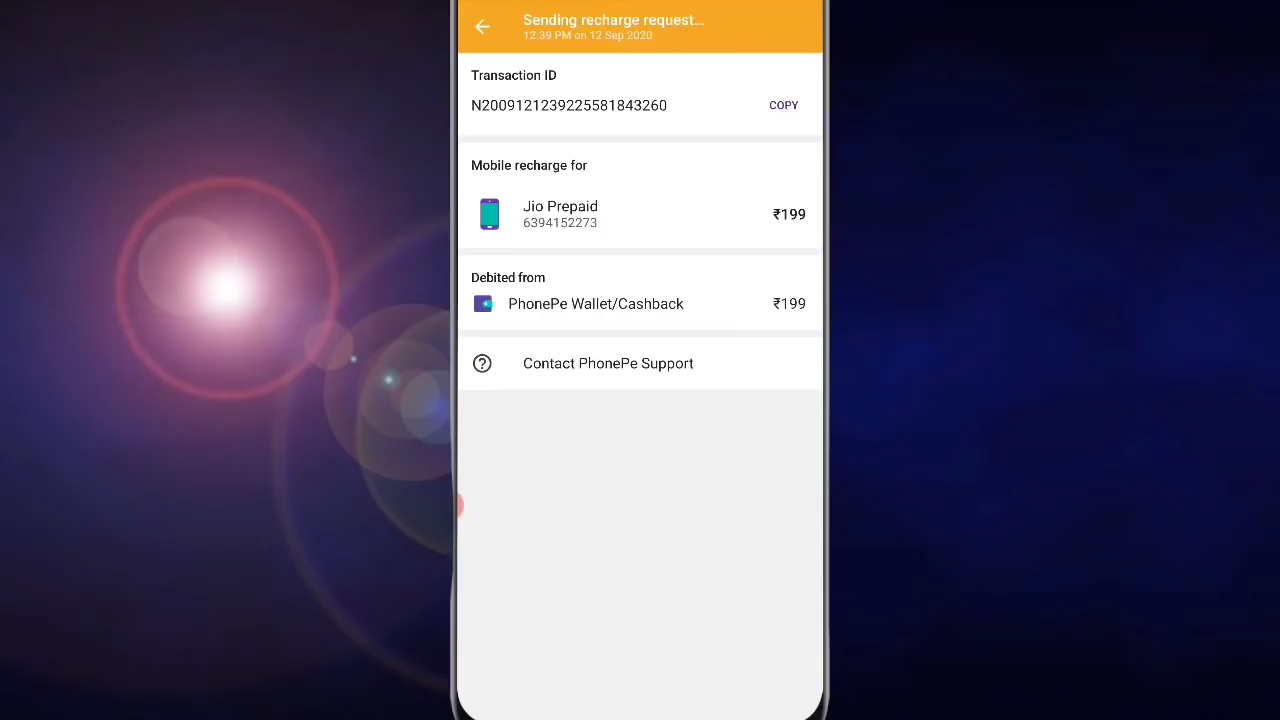 Sending recharge request...
12:39 PM on 12 Sep 2020
Transaction ID
N2009121239225581843260
COPY
Mobile recharge for
Jio Prepaid
₹199
6394152273
Debited from
PhonePe Wallet/Cashback
₹199
Contact PhonePe Support